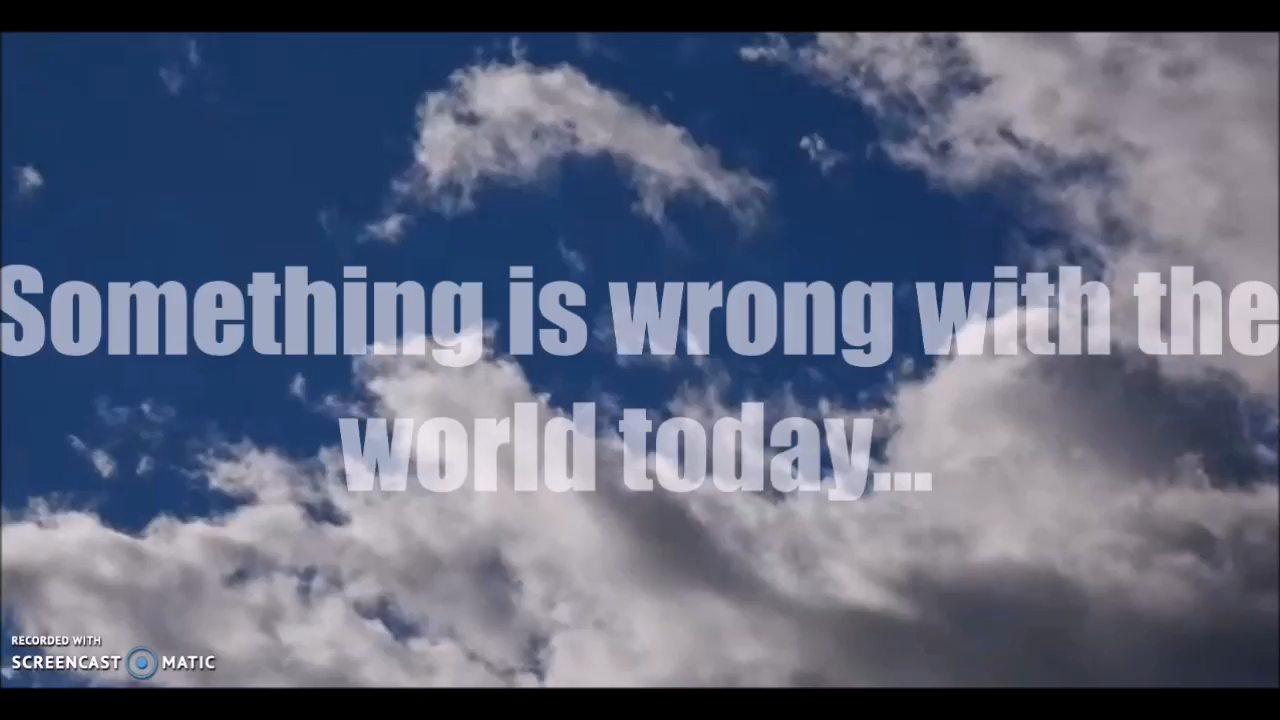 Something is wrong with the
world today...
RECORDED WITH
SCREENCAST MATIC